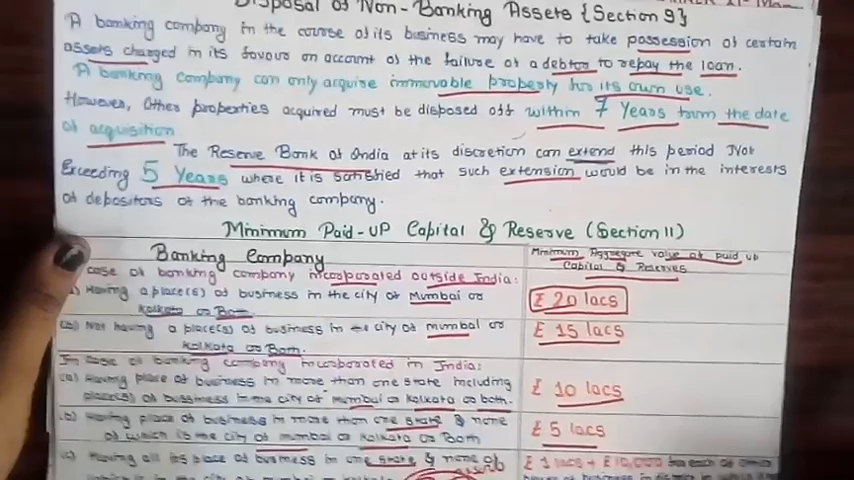 Disposal of Non-Banking Assets {Section 9}
A banking company in the course of its business may have to take possession of certain
assets charged in its favour on account of the failure of a debtor to repay the loan.
A banking company can only acquire immovable property for its own use.
However, Other properties acquired must be disposed off within 7 Years from the date
of acquisition
The Reserve Bank of India at its discretion can extend this period Not
Exceeding 5 Years where it is satisfied that such extension would be in the interests
of depositors of the banking company.
Minimum Paid-UP Capital & Reserve (Section 11)
Banking Company
Minimum Aggregate value of paid up
Capital & Reserves
case of banking company incorporated outside India:
Having a place(s) of business in the city of Mumbai or
Kolkata or Both
₹ 20 lacs
(b) Not having a place(s) of business in the city of mumbai or
Kolkata or Both.
₹ 15 lacs
In case of banking company incorporated in India:
(a) Having place of business in more than one state including
place(s) of bussiness in the city of mumbai or Kolkata or both.
₹ 10 lacs
(b) Having place of business in more than one state & none
of which is the city of mumbai or Kolkata or Both
₹ 5 lacs
(c) Having all its place of business in one state & none of
₹ 1 lacs + ₹ 10,000 for each of other